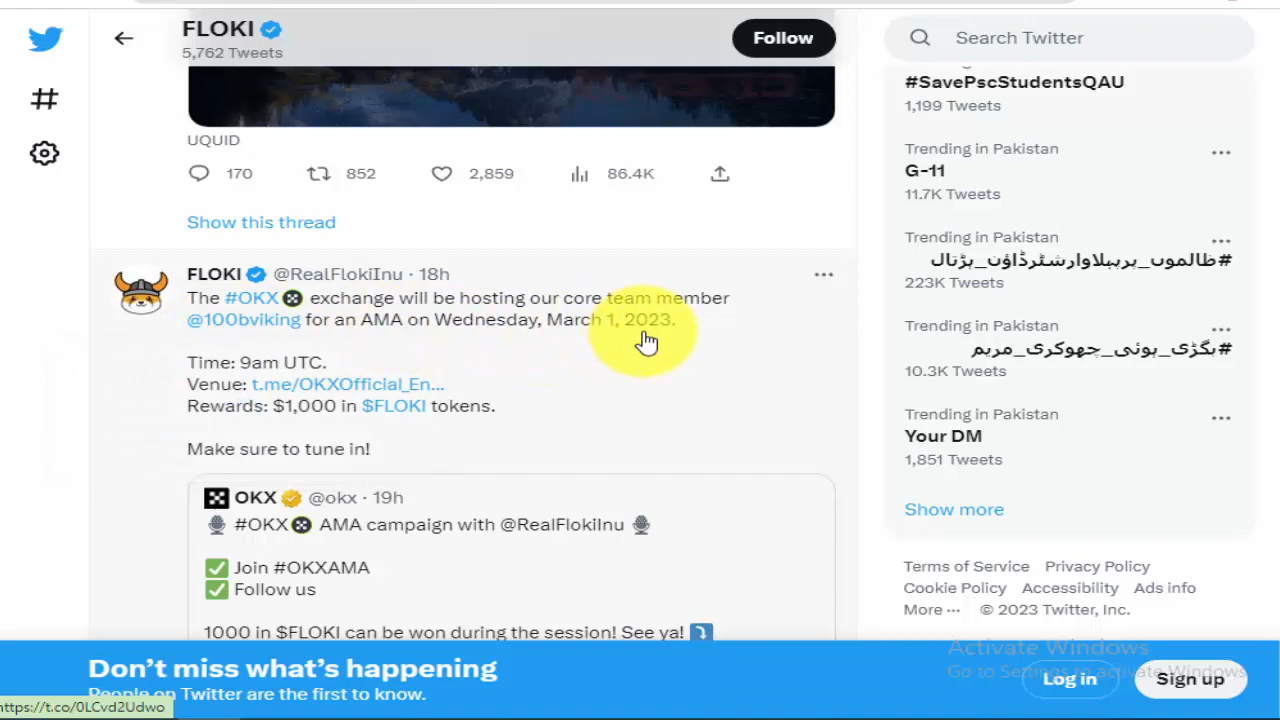 FLOKI
5,762 Tweets
Follow
Search Twitter
UQUID
170 852 2,859 86.4K
Show this thread
FLOKI @RealFlokiInu · 18h
The #OKX exchange will be hosting our core team member
@100bviking for an AMA on Wednesday, March 1, 2023.
Time: 9am UTC.
Venue: t.me/OKXOfficial_En...
Rewards: $1,000 in $FLOKI tokens.
Make sure to tune in!
OKX @okx · 19h
#OKX AMA campaign with @RealFlokiInu
Join #OKXAMA
Follow us
1000 in $FLOKI can be won during the session! See ya!
#SavePscStudentsQAU
1,199 Tweets
Trending in Pakistan
G-11
11.7K Tweets
Trending in Pakistan
#ظالموں_پرپہلاوارشٹرڈاؤن_ہڑتال
223K Tweets
Trending in Pakistan
#بگڑی_ہوئی_چھوکری_مریم
10.3K Tweets
Trending in Pakistan
Your DM
1,851 Tweets
Show more
Terms of Service Privacy Policy
Cookie Policy Accessibility Ads info
More ··· © 2023 Twitter, Inc.
Activate Windows
Go to Settings to activate Windows.
Don't miss what's happening
People on Twitter are the first to know.
Log in
Sign up
https://t.co/0LCvd2Udwo